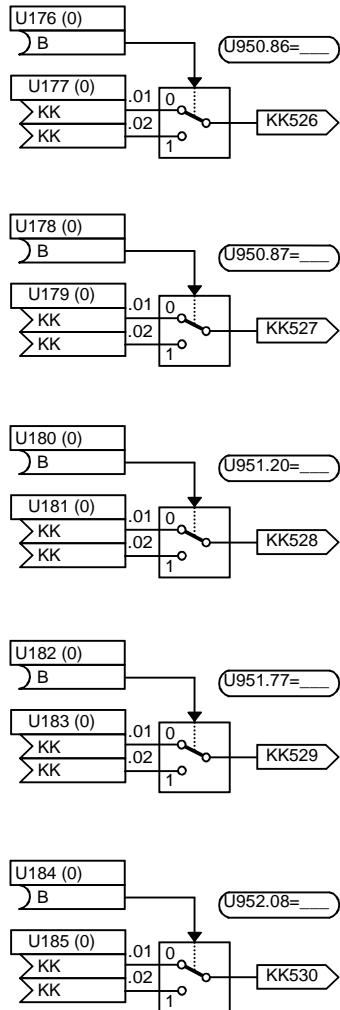 U176 (0)
B
U950.86=___
U177 (0)
.01
0
KK
.02
KK526
KK
1
U178 (0)
B
U950.87=___
U179 (0)
.01
0
KK
.02
KK527
KK
1
U180 (0)
B
U951.20=___
U181 (0)
.01
0
KK
.02
KK528
KK
1
U182 (0)
B
U951.77=___
U183 (0)
.01
0
KK
.02
KK529
KK
1
U184 (0)
B
U952.08=___
U185 (0)
.01
0
KK
.02
KK530
KK
1